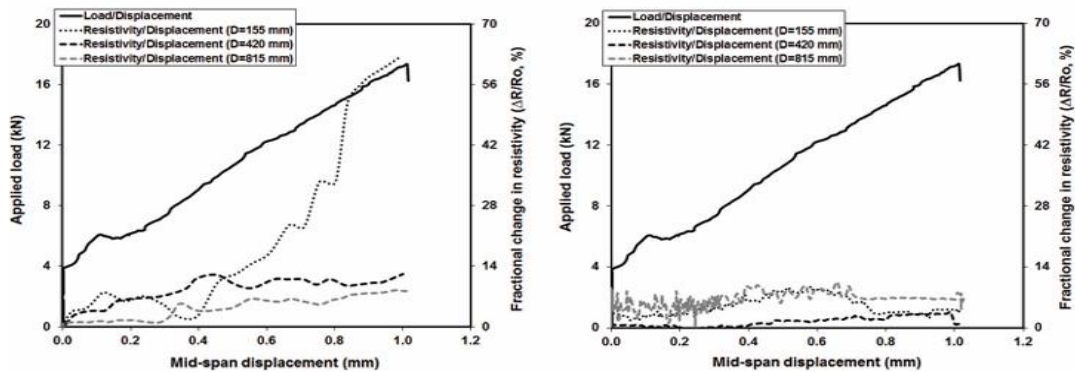 20
16
12
8
4
0
Applied load (kN)
Load/Displacement
Resistivity/Displacement (D=155 mm)
Resistivity/Displacement (D=420 mm)
Resistivity/Displacement (D=815 mm)
70
56
42
28
14
0
Fractional change in resistivity (ΔR/Ro, %)
0.0 0.2 0.4 0.6 0.8 1.0 1.2
Mid-span displacement (mm)
20
16
12
8
4
0
Applied load (kN)
Load/Displacement
Resistivity/Displacement (D=155 mm)
Resistivity/Displacement (D=420 mm)
Resistivity/Displacement (D=815 mm)
70
56
42
28
14
0
Fractional change in resistivity (ΔR/Ro, %)
0.0 0.2 0.4 0.6 0.8 1.0 1.2
Mid-span displacement (mm)